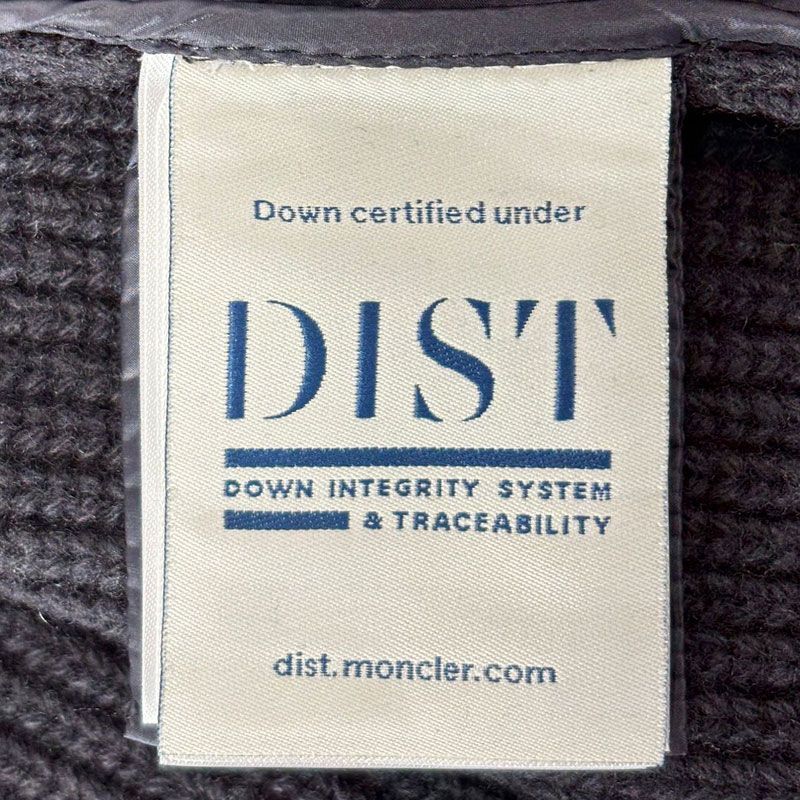 Down certified under
DIST
DOWN INTEGRITY SYSTEM
& TRACEABILITY
dist.moncler.com